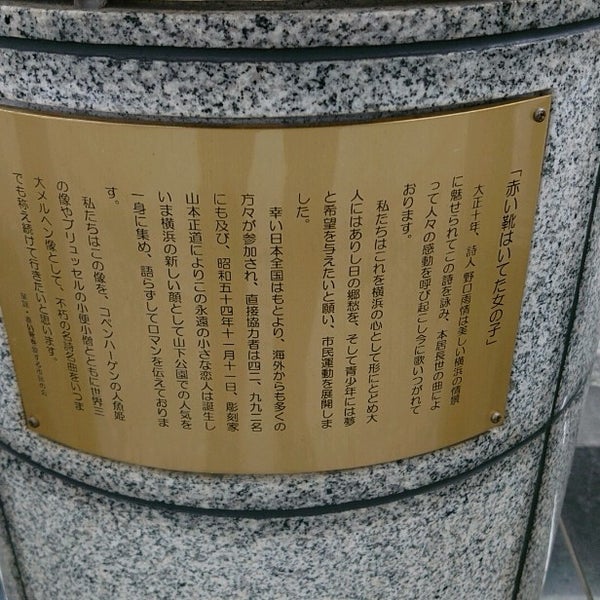 「赤い靴はいてた女の子」
大正十年、詩人 野口雨情は美しい横浜の情景
に魅せられてこの詩を詠み、本居長世の曲によ
って人々の感動を呼び起こし今に歌いつがれて
おります。
私たちはこれを横浜の心として形にとどめ大
人にはありし日の郷愁を、そして青少年には夢
と希望を与えたいと願い、市民運動を展開しま
した。
幸い日本全国はもとより、海外からも多くの
方々が参加され、直接協力者は四二、九九二名
にも及び、昭和五十四年十一月十一日、彫刻家
山本正道によりこの永遠の小さな恋人は誕生し
いま横浜の新しい顔として山下公園での人気を
一身に集め、語らずしてロマンを伝えておりま
す。
私たちはこの像を、コペンハーゲンの人魚姫
の像やブリュッセルの小便小僧とともに世界三
大メルヘン像として、不朽の名詩名曲をいつま
でも称え続けて行きたいと思います。